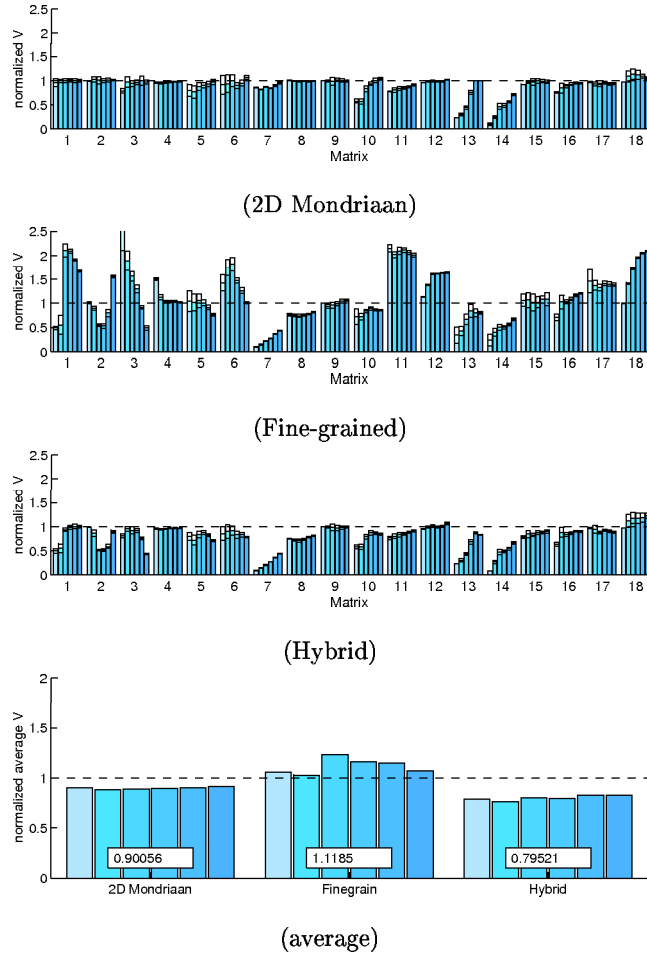 2.5
2
1.5
1
0.5
0
normalized V
1 2 3 4 5 6 7 8 9 10 11 12 13 14 15 16 17 18
Matrix
(2D Mondriaan)
2.5
2
1.5
1
0.5
0
normalized V
1 2 3 4 5 6 7 8 9 10 11 12 13 14 15 16 17 18
Matrix
(Fine-grained)
2.5
2
1.5
1
0.5
0
normalized V
1 2 3 4 5 6 7 8 9 10 11 12 13 14 15 16 17 18
Matrix
(Hybrid)
2
1.5
1
0.5
0
normalized average V
0.90056 1.1185 0.79521
2D Mondriaan Finegrain Hybrid
(average)